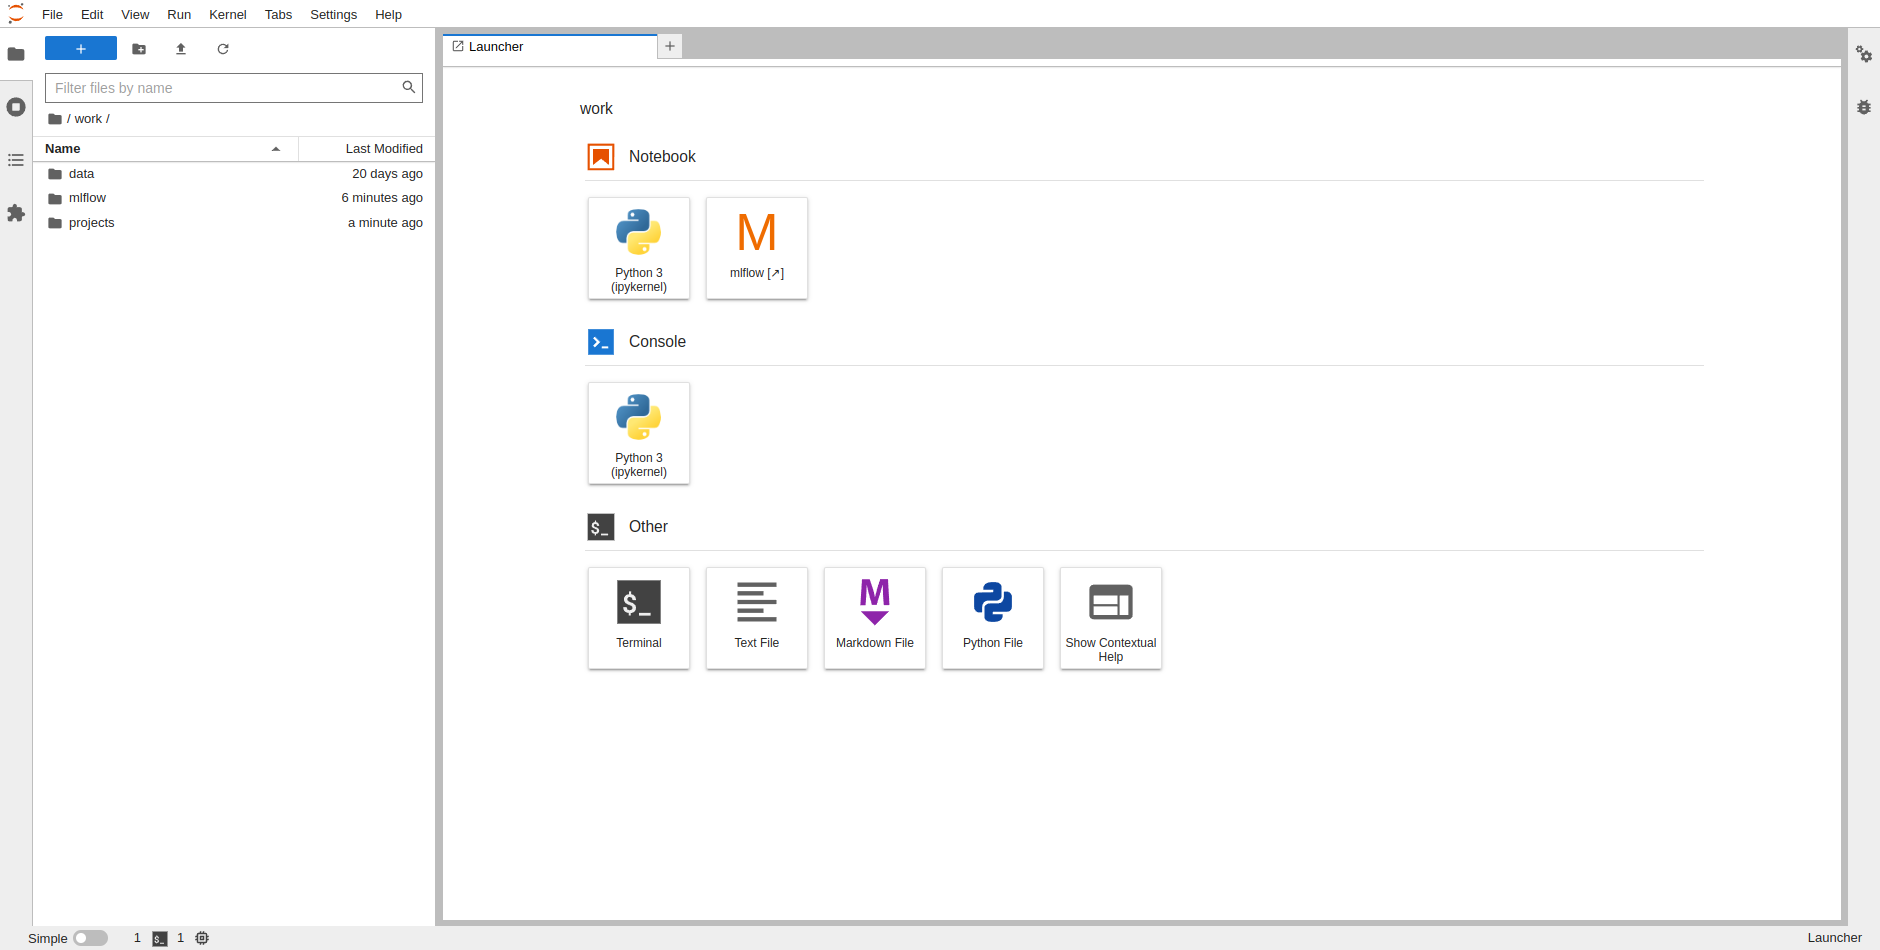 File Edit View Run Kernel Tabs Settings Help
Launcher
Filter files by name
/ work /
Name Last Modified
data 20 days ago
mlflow 6 minutes ago
projects a minute ago
work
Notebook
Python 3
(ipykernel)
M
mlflow [↗]
Console
Python 3
(ipykernel)
$_ Other
$_
Terminal
Text File
M
Markdown File
Python File
Show Contextual
Help
Simple 1 $_ 1 Launcher